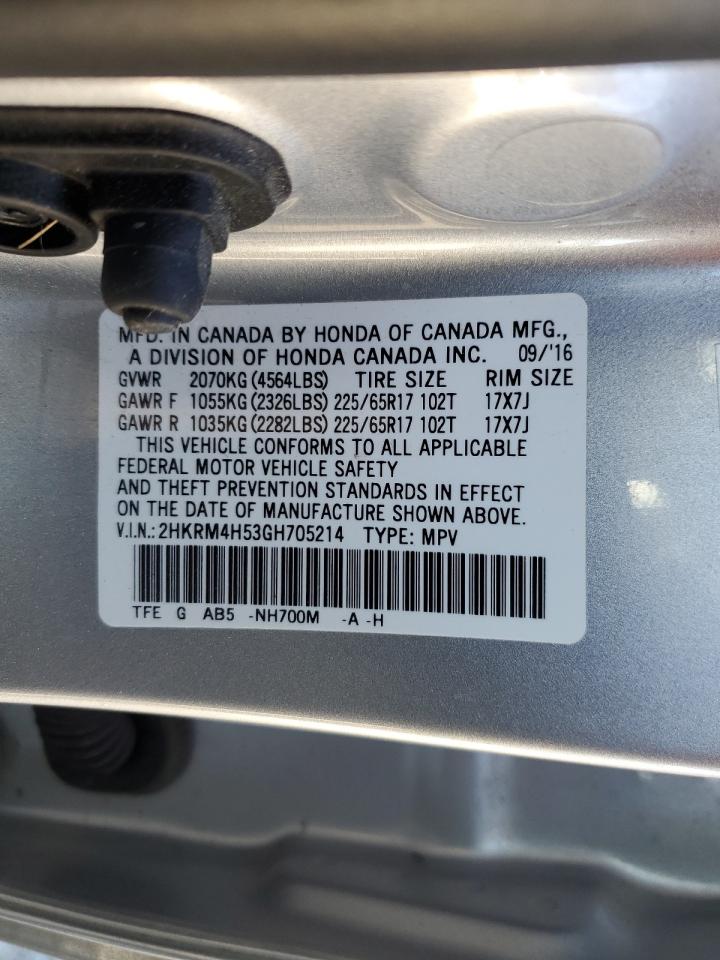 MFD. IN CANADA BY HONDA OF CANADA MFG.,
A DIVISION OF HONDA CANADA INC. 09/'16
GVWR 2070KG (4564LBS) TIRE SIZE RIM SIZE
GAWR F 1055KG (2326LBS) 225/65R17 102T 17X7J
GAWR R 1035KG (2282LBS) 225/65R17 102T 17X7J
THIS VEHICLE CONFORMS TO ALL APPLICABLE
FEDERAL MOTOR VEHICLE SAFETY
AND THEFT PREVENTION STANDARDS IN EFFECT
ON THE DATE OF MANUFACTURE SHOWN ABOVE.
V.I.N.: 2HKRM4H53GH705214 TYPE: MPV
TFE G AB5 -NH700M -A -H